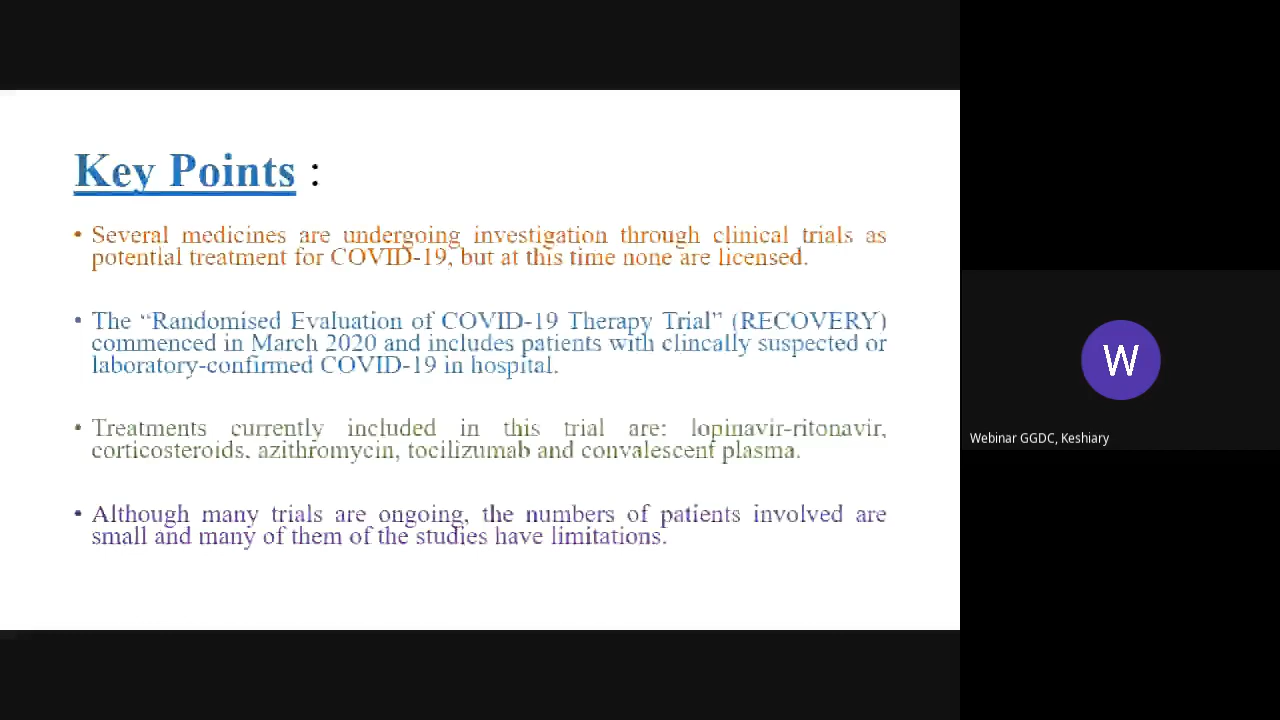 Key Points :
• Several medicines are undergoing investigation through clinical trials as
potential treatment for COVID-19, but at this time none are licensed.
• The “Randomised Evaluation of COVID-19 Therapy Trial” (RECOVERY)
commenced in March 2020 and includes patients with clincally suspected or
laboratory-confirmed COVID-19 in hospital.
• Treatments currently included in this trial are: lopinavir-ritonavir,
corticosteroids, azithromycin, tocilizumab and convalescent plasma.
• Although many trials are ongoing, the numbers of patients involved are
small and many of them of the studies have limitations.
W
Webinar GGDC, Keshiary